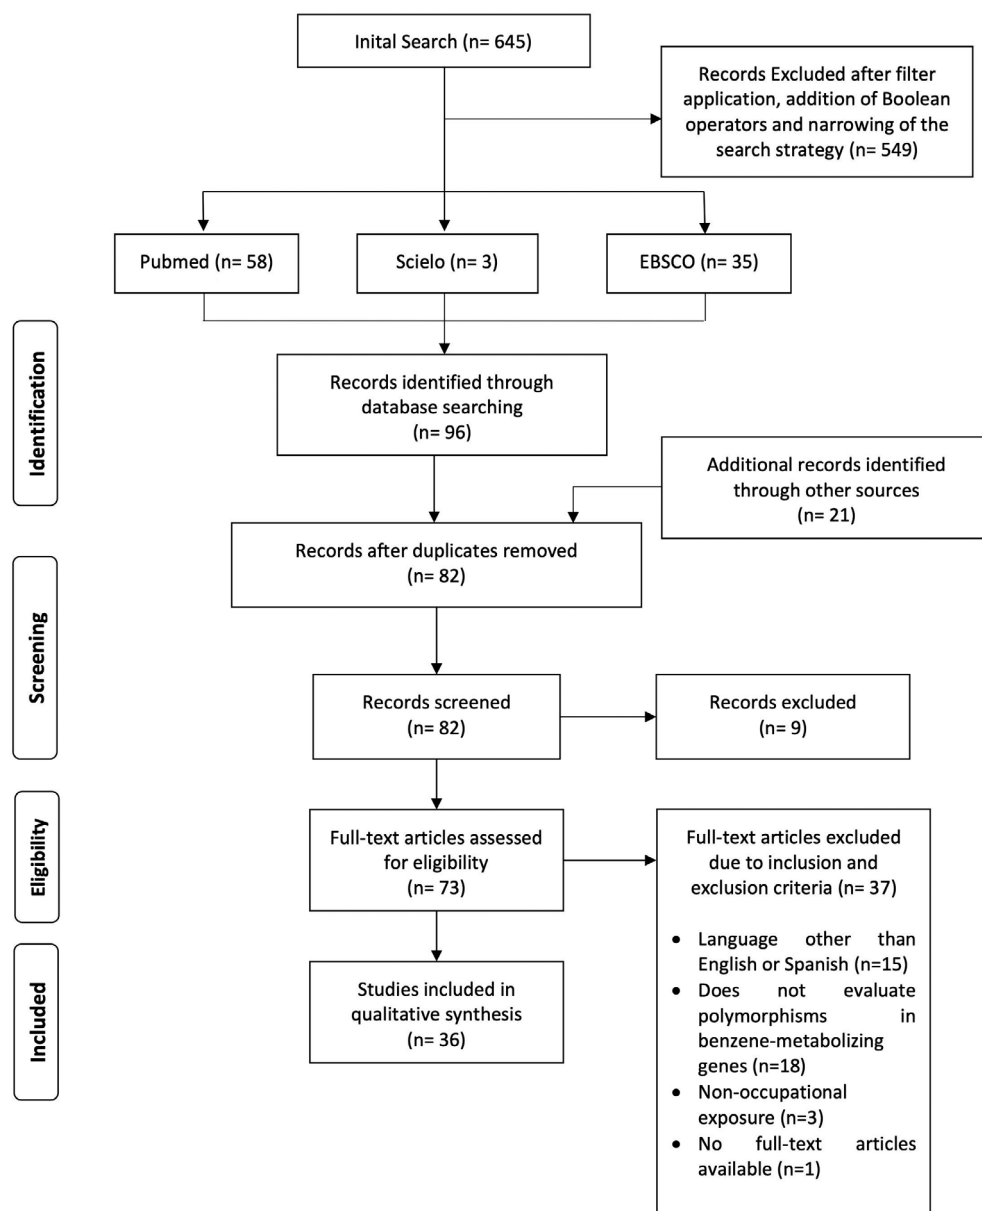 Inital Search (n= 645)
Records Excluded after filter
application, addition of Boolean
operators and narrowing of the
search strategy (n= 549)
Pubmed (n= 58)
Scielo (n= 3)
EBSCO (n= 35)
Identification
Records identified through
database searching
(n= 96)
Additional records identified
through other sources
(n= 21)
Records after duplicates removed
(n= 82)
Screening
Records screened
(n= 82)
Records excluded
(n= 9)
Eligibility
Full-text articles assessed
for eligibility
(n= 73)
Full-text articles excluded
due to inclusion and
exclusion criteria (n= 37)
• Language other than
English or Spanish (n=15)
• Does not evaluate
polymorphisms in
benzene-metabolizing
genes (n=18)
• Non-occupational
exposure (n=3)
• No full-text articles
available (n=1)
Included
Studies included in
qualitative synthesis
(n= 36)